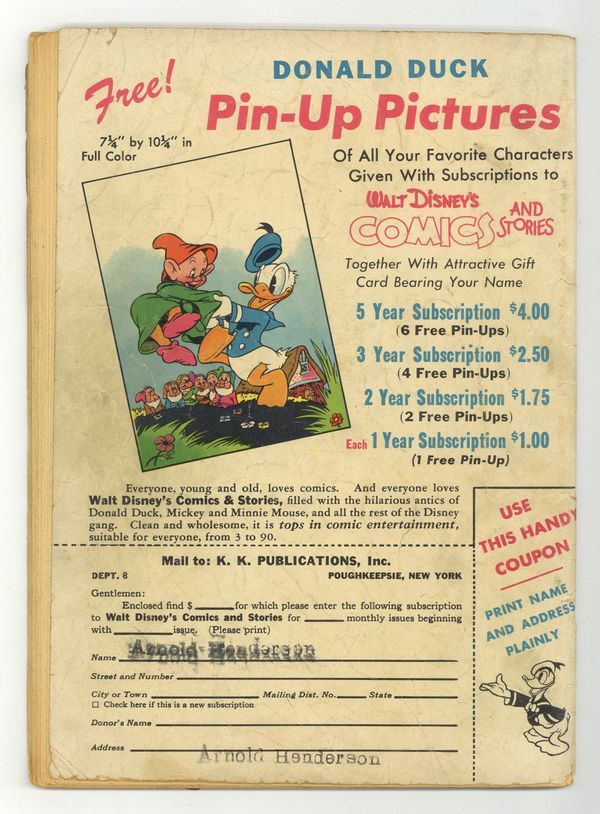 Free!
DONALD DUCK
Pin-Up Pictures
7¼" by 10¼" in
Full Color
Of All Your Favorite Characters
Given With Subscriptions to
WALT DISNEY'S
COMICS AND STORIES
Together With Attractive Gift
Card Bearing Your Name
5 Year Subscription $4.00
(6 Free Pin-Ups)
3 Year Subscription $2.50
(4 Free Pin-Ups)
2 Year Subscription $1.75
(2 Free Pin-Ups)
Each 1 Year Subscription $1.00
(1 Free Pin-Up)
Everyone, young and old, loves comics. And everyone loves
Walt Disney's Comics & Stories, filled with the hilarious antics of
Donald Duck, Mickey and Minnie Mouse, and all the rest of the Disney
gang. Clean and wholesome, it is tops in comic entertainment,
suitable for everyone, from 3 to 90.
USE
THIS HANDY
COUPON
PRINT NAME
AND ADDRESS
PLAINLY
Mail to: K. K. PUBLICATIONS, Inc.
DEPT. 8 POUGHKEEPSIE, NEW YORK
Gentlemen:
Enclosed find $ for which please enter the following subscription
to Walt Disney's Comics and Stories for monthly issues beginning
with issue. (Please print)
Name Arnold Henderson
Street and Number
City or Town Mailing Dist. No. State
☐ Check here if this is a new subscription
Donor's Name
Address
Arnold Henderson